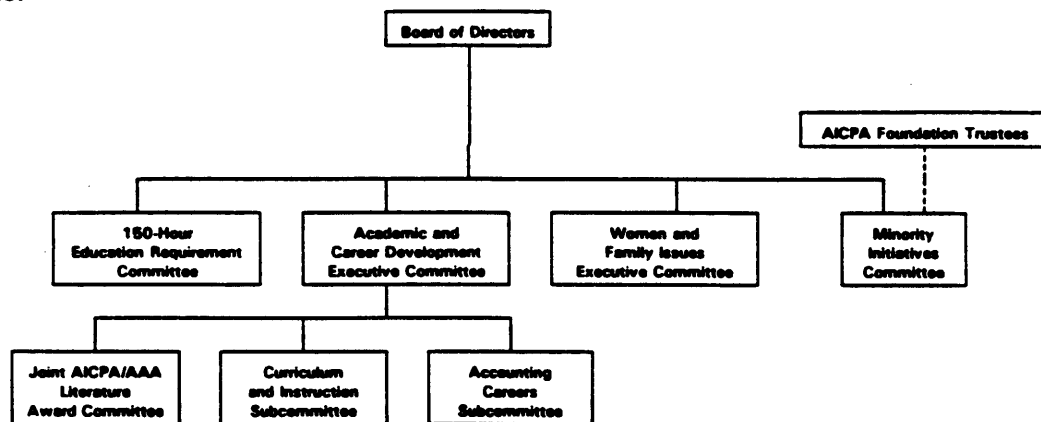 Board of Directors
AICPA Foundation Trustees
150-Hour
Education Requirement
Committee
Academic and
Career Development
Executive Committee
Women and
Family Issues
Executive Committee
Minority
Initiatives
Committee
Joint AICPA/AAA
Literature
Award Committee
Curriculum
and Instruction
Subcommittee
Accounting
Careers
Subcommittee